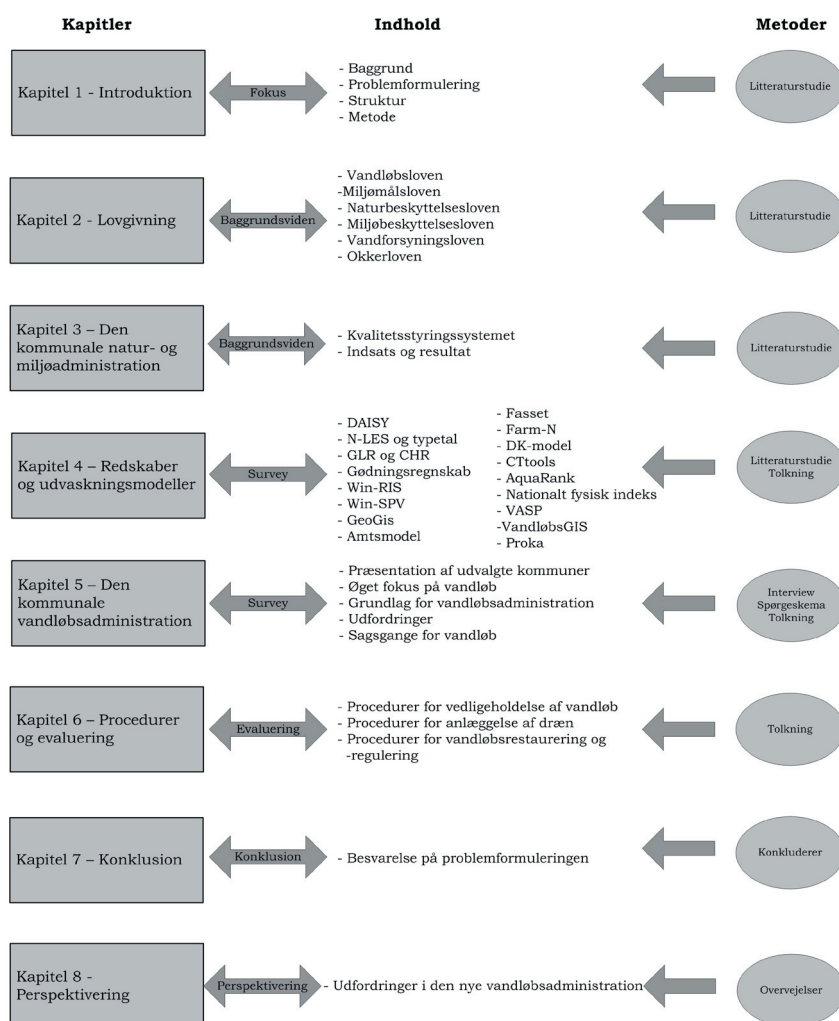 Kapitler
Indhold
Metoder
Kapitel 1 - Introduktion
Fokus
- Baggrund
- Problemformulering
- Struktur
- Metode
Litteraturstudie
Kapitel 2 - Lovgivning
Baggrundsviden
- Vandløbsloven
-Miljømålsloven
- Naturbeskyttelsesloven
- Miljøbeskyttelsesloven
- Vandforsyningsloven
- Okkerloven
Litteraturstudie
Kapitel 3 – Den
kommunale natur- og
miljøadministration
Baggrundsviden
- Kvalitetsstyringssystemet
- Indsats og resultat
Litteraturstudie
Kapitel 4 – Redskaber
og udvaskningsmodeller
Survey
- DAISY
- N-LES og typetal
- GLR og CHR
- Gødningsregnskab
- Win-RIS
- Win-SPV
- GeoGis
- Amtsmodel
- Fasset
- Farm-N
- DK-model
- CTtools
- AquaRank
- Nationalt fysisk indeks
- VASP
-VandløbsGIS
- Proka
Litteraturstudie
Tolkning
Kapitel 5 – Den
kommunale
vandløbsadministration
Survey
- Præsentation af udvalgte kommuner
- Øget fokus på vandløb
- Grundlag for vandløbsadministration
- Udfordringer
- Sagsgange for vandløb
Interview
Spørgeskema
Tolkning
Kapitel 6 – Procedurer
og evaluering
Evaluering
- Procedurer for vedligeholdelse af vandløb
- Procedurer for anlæggelse af dræn
- Procedurer for vandløbsrestaurering og
-regulering
Tolkning
Kapitel 7 – Konklusion
Konklusion
- Besvarelse på problemformuleringen
Konkluderer
Kapitel 8 -
Perspektivering
Perspektivering
- Udfordringer i den nye vandløbsadministration
Overvejelser